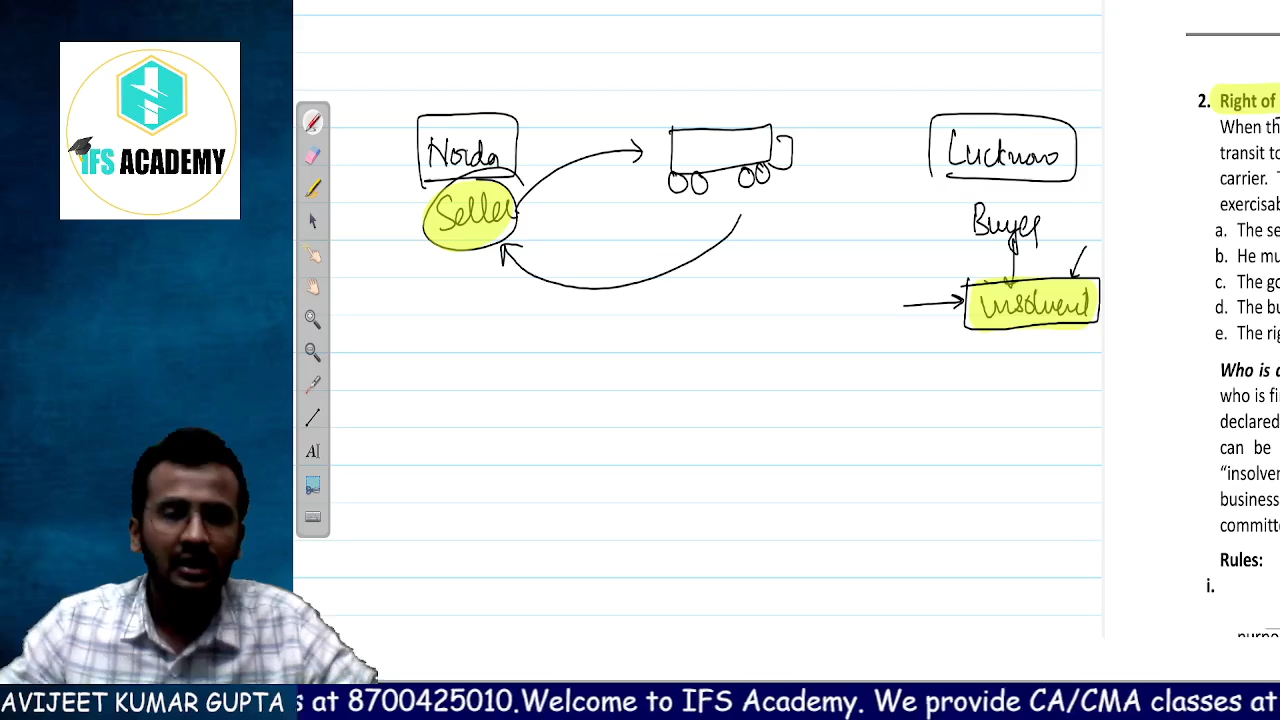 IFS ACADEMY
Noida
Seller
Lucknow
Buyer
insolvent
2. Right of
When th
transit to
carrier. T
exercisab
a. The se
b. He mu
c. The go
d. The bu
e. The rig
Who is a
who is fi
declared
can be
“insolver
business
committe
Rules:
i.
AVIJEET KUMAR GUPTA s at 8700425010.Welcome to IFS Academy. We provide CA/CMA classes at